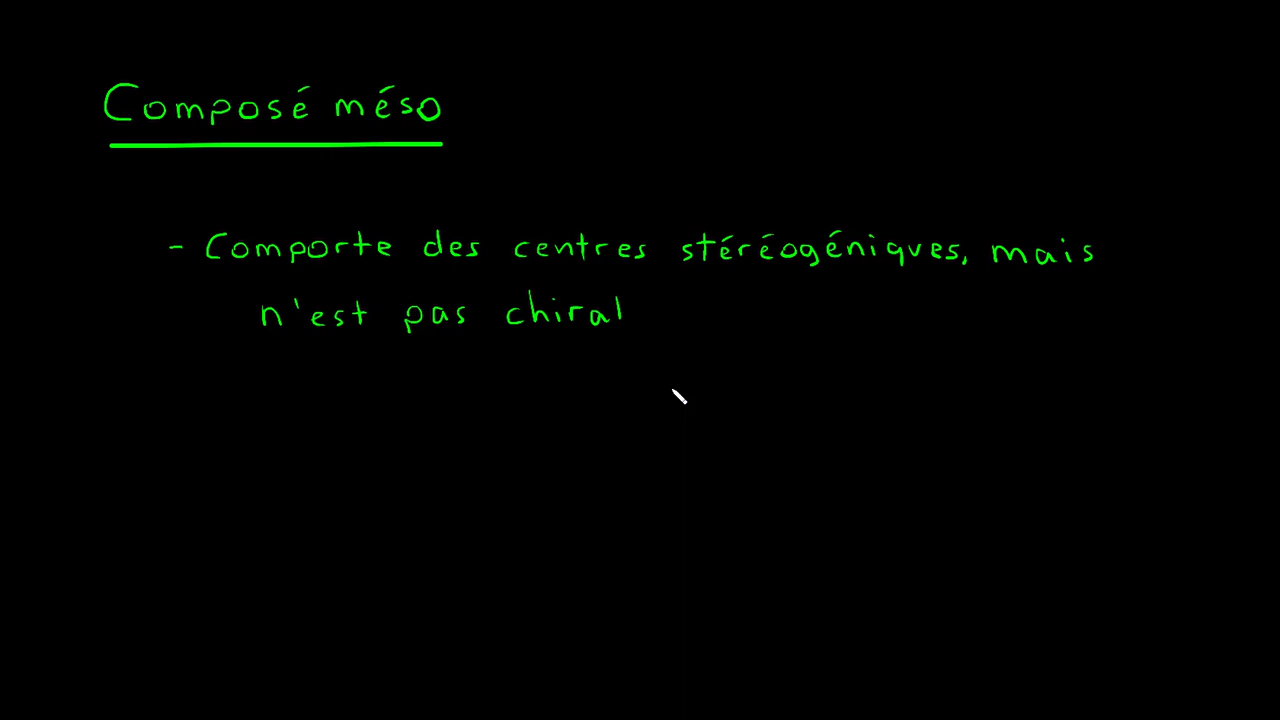 Composé méso
- Comporte des centres stéréogéniques, mais
n'est pas chiral